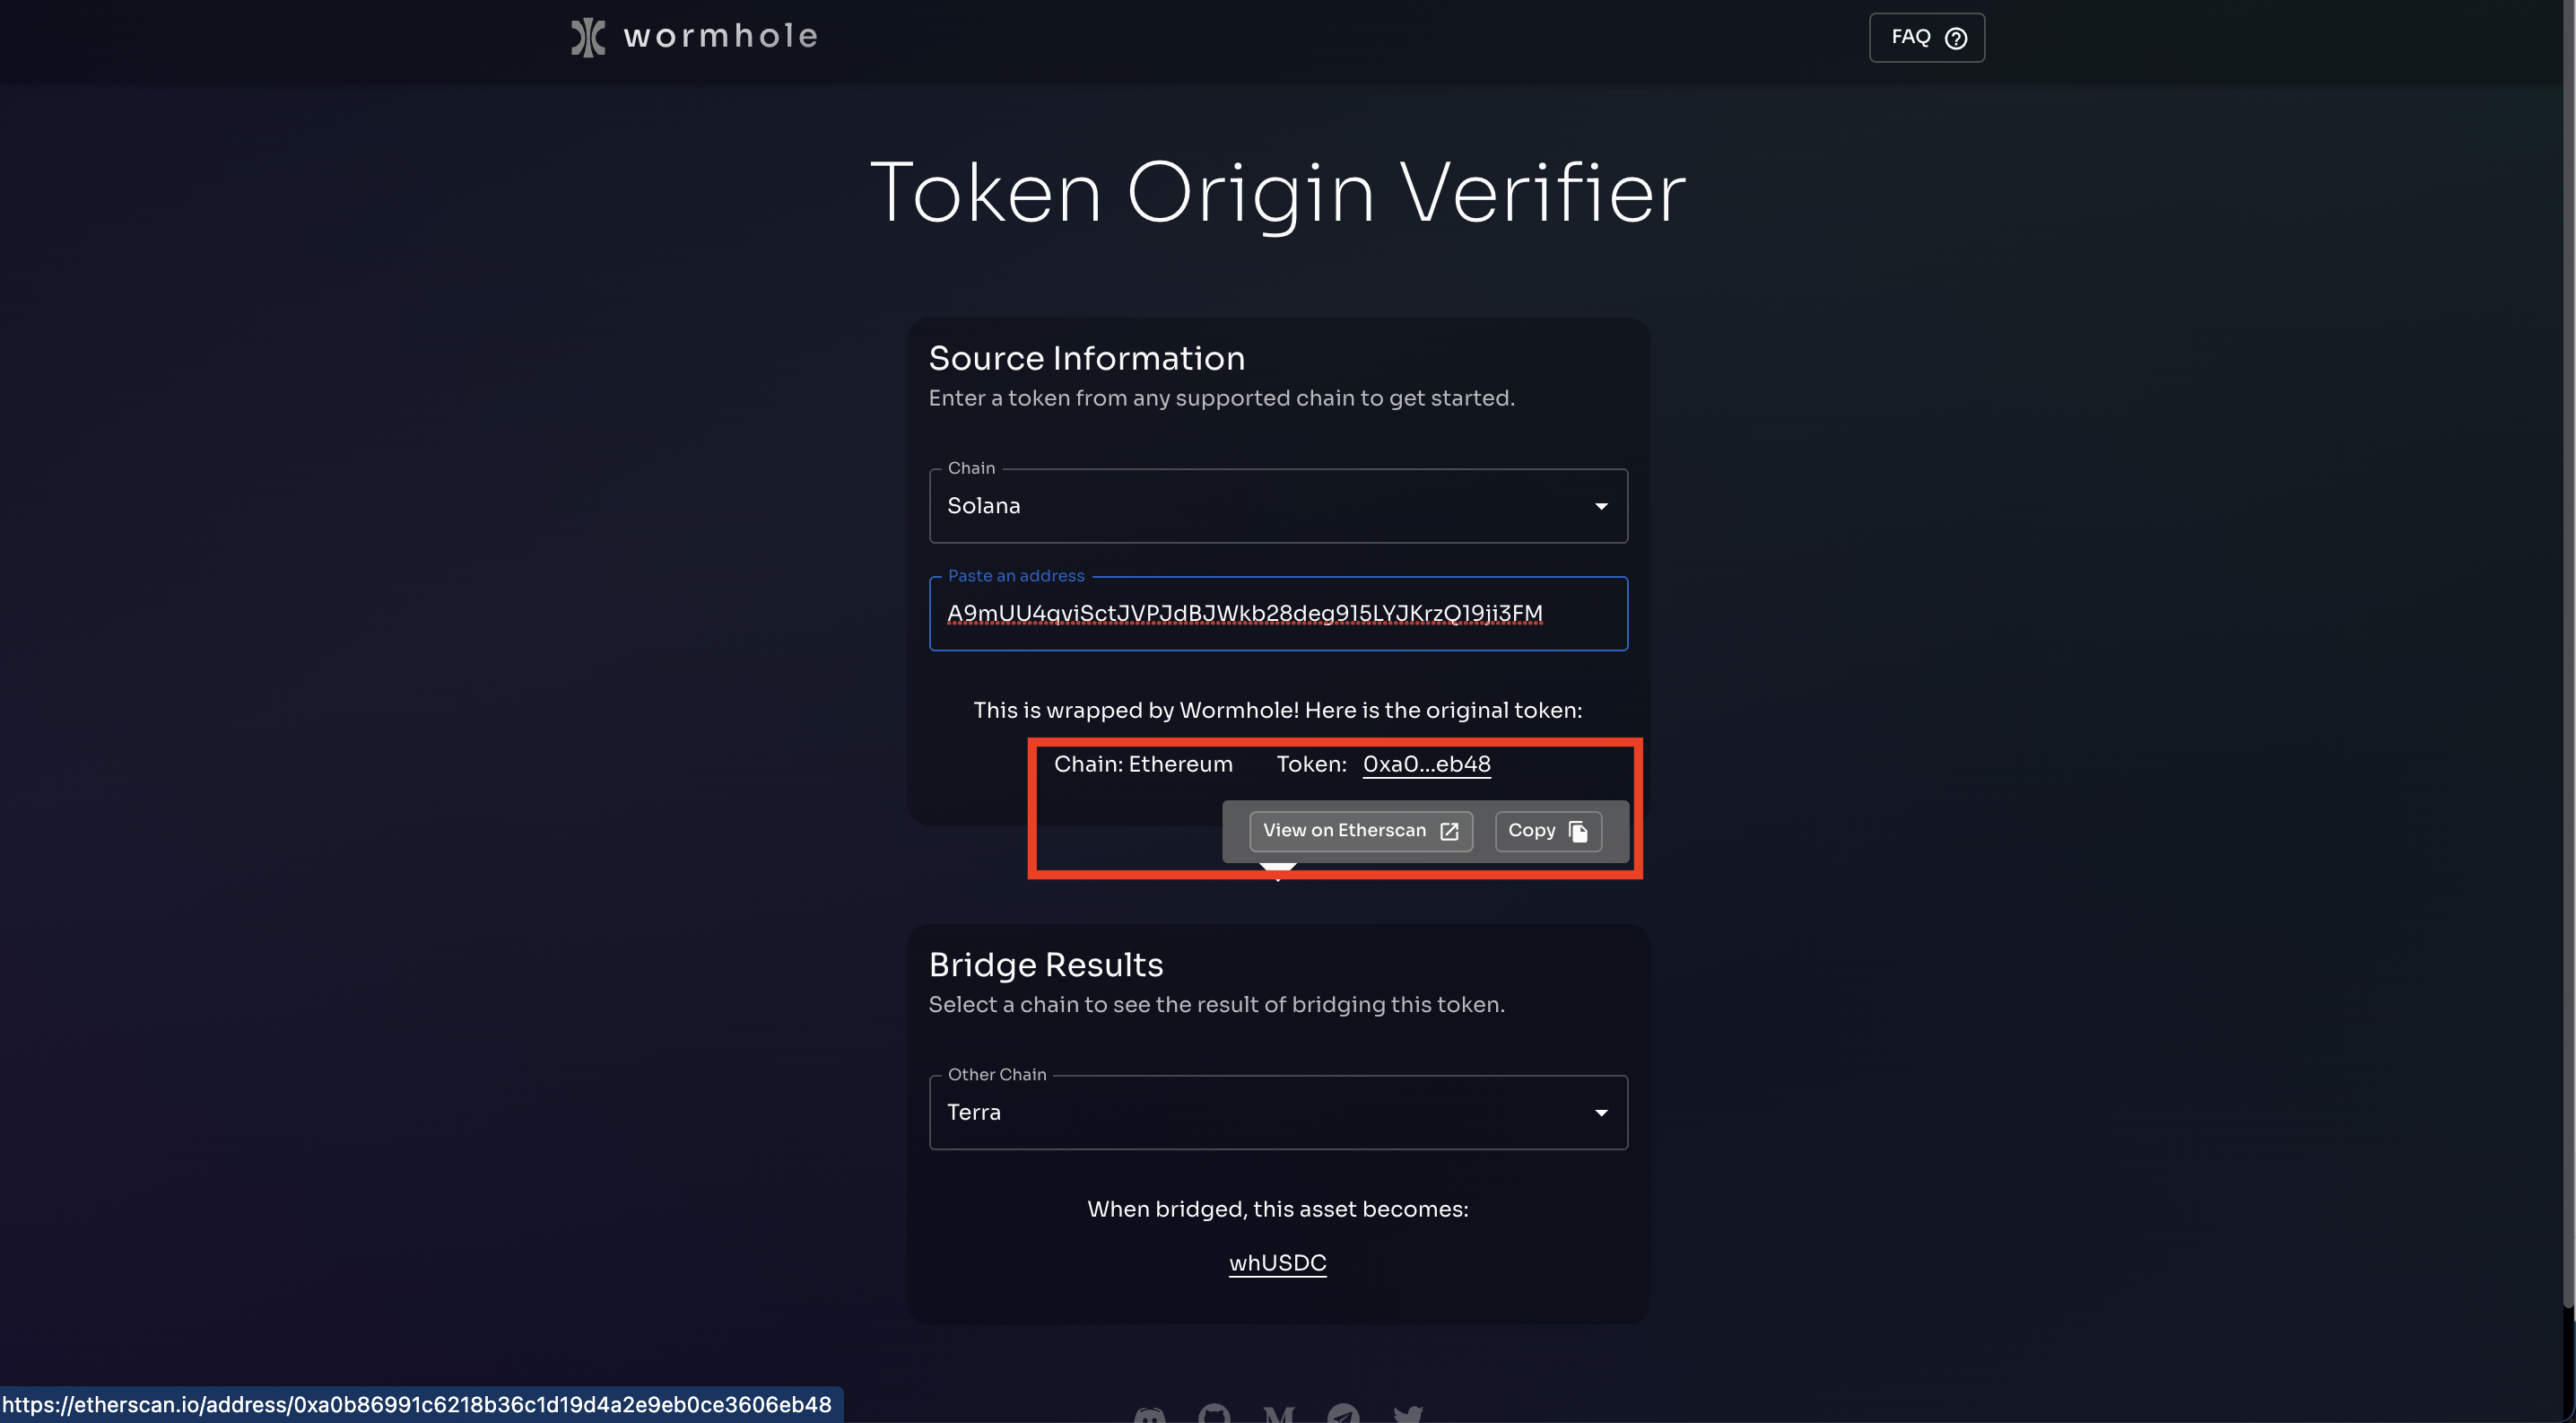 wormhole
FAQ
Token Origin Verifier
Source Information
Enter a token from any supported chain to get started.
Chain
Solana
Paste an address
A9mUU4qviSctJVPJdBJWkb28deg915LYJKrzQ19ji3FM
This is wrapped by Wormhole! Here is the original token:
Chain: Ethereum Token: 0xa0...eb48
View on Etherscan Copy
Bridge Results
Select a chain to see the result of bridging this token.
Other Chain
Terra
When bridged, this asset becomes:
whUSDC
https://etherscan.io/address/0xa0b86991c6218b36c1d19d4a2e9eb0ce3606eb48